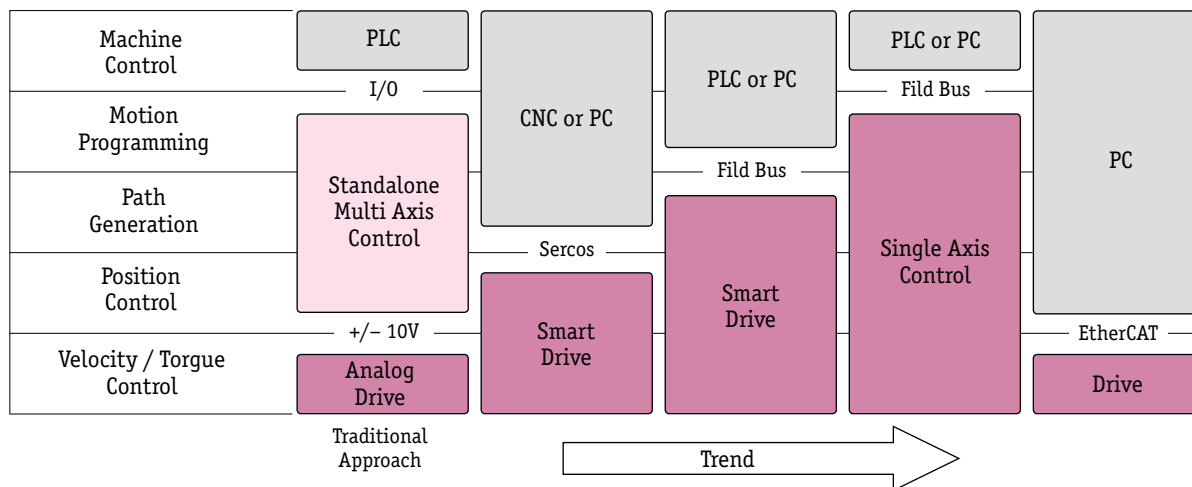 Machine
Control
Motion
Programming
Path
Generation
Position
Control
Velocity / Torque
Control
PLC
I/O
Standalone
Multi Axis
Control
+/− 10V
Analog
Drive
Traditional
Approach
CNC or PC
Sercos
Smart
Drive
PLC or PC
Fild Bus
Smart
Drive
PLC or PC
Fild Bus
Single Axis
Control
PC
EtherCAT
Drive
Trend